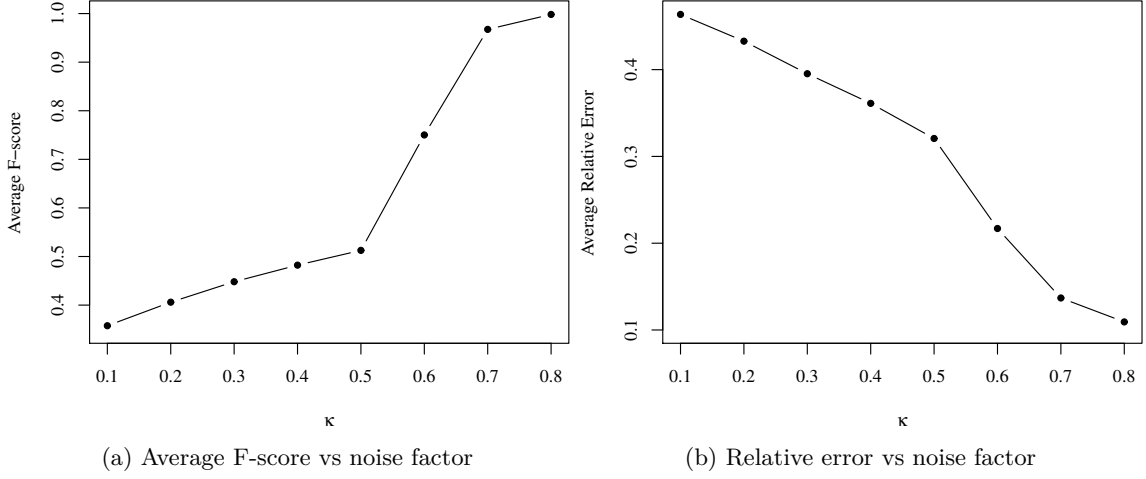 Average F−score
1.0
0.9
0.8
0.7
0.6
0.5
0.4
0.1 0.2 0.3 0.4 0.5 0.6 0.7 0.8
κ
(a) Average F-score vs noise factor
Average Relative Error
0.4
0.3
0.2
0.1
0.1 0.2 0.3 0.4 0.5 0.6 0.7 0.8
κ
(b) Relative error vs noise factor